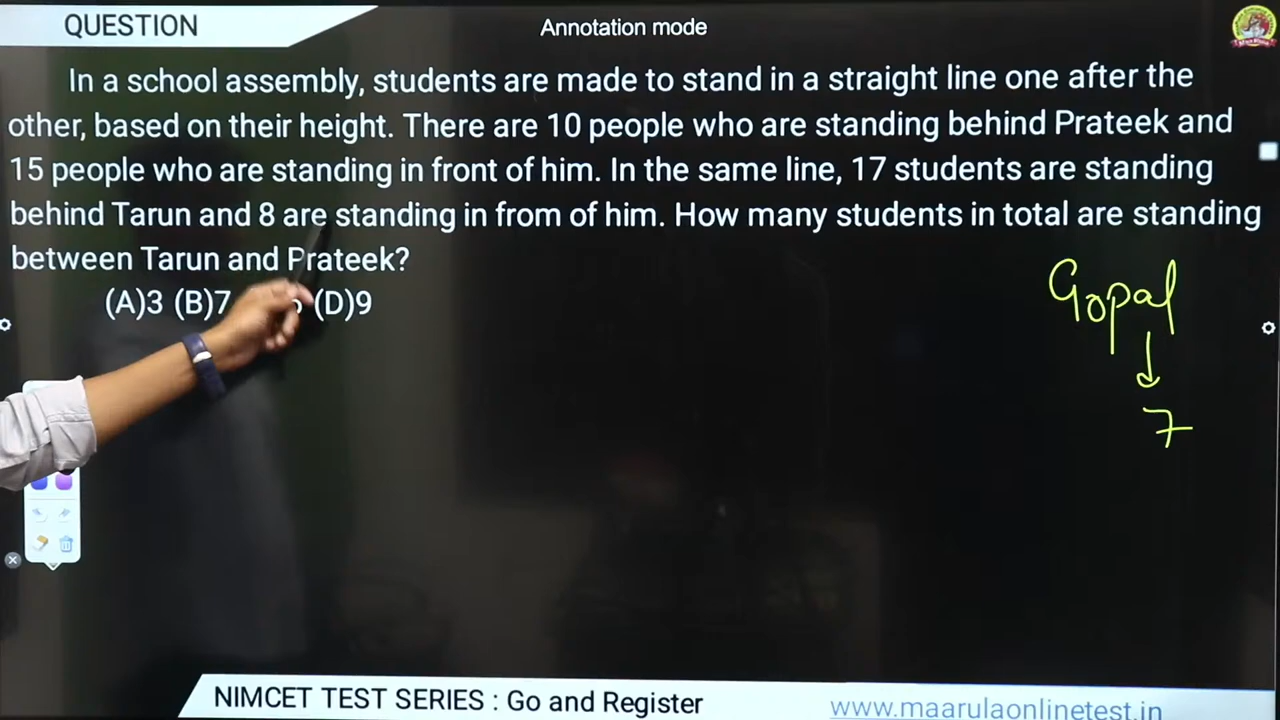 QUESTION
Annotation mode
In a school assembly, students are made to stand in a straight line one after the
other, based on their height. There are 10 people who are standing behind Prateek and
15 people who are standing in front of him. In the same line, 17 students are standing
behind Tarun and 8 are standing in from of him. How many students in total are standing
between Tarun and Prateek?
(A)3 (B)7 (D)9
Gopal
7
NIMCET TEST SERIES : Go and Register
www.maarulaonlinetest.in